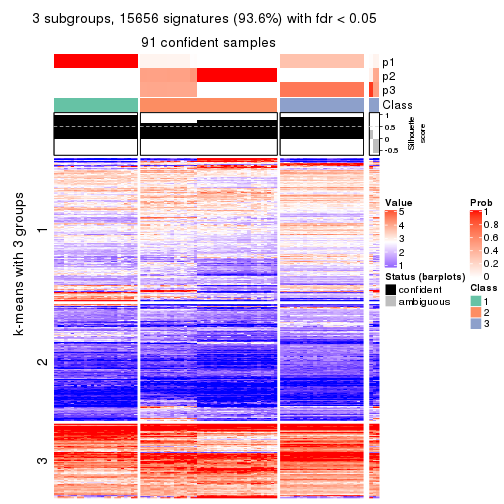 3 subgroups, 15656 signatures (93.6%) with fdr < 0.05
91 confident samples
p1
p2
p3
Class
1
0.5
0
-0.5
Silhouette
score
k-means with 3 groups
1
2
3
Value
5
4
3
2
1
Status (barplots)
confident
ambiguous
Prob
1
0.8
0.6
0.4
0.2
0
Class
1
2
3